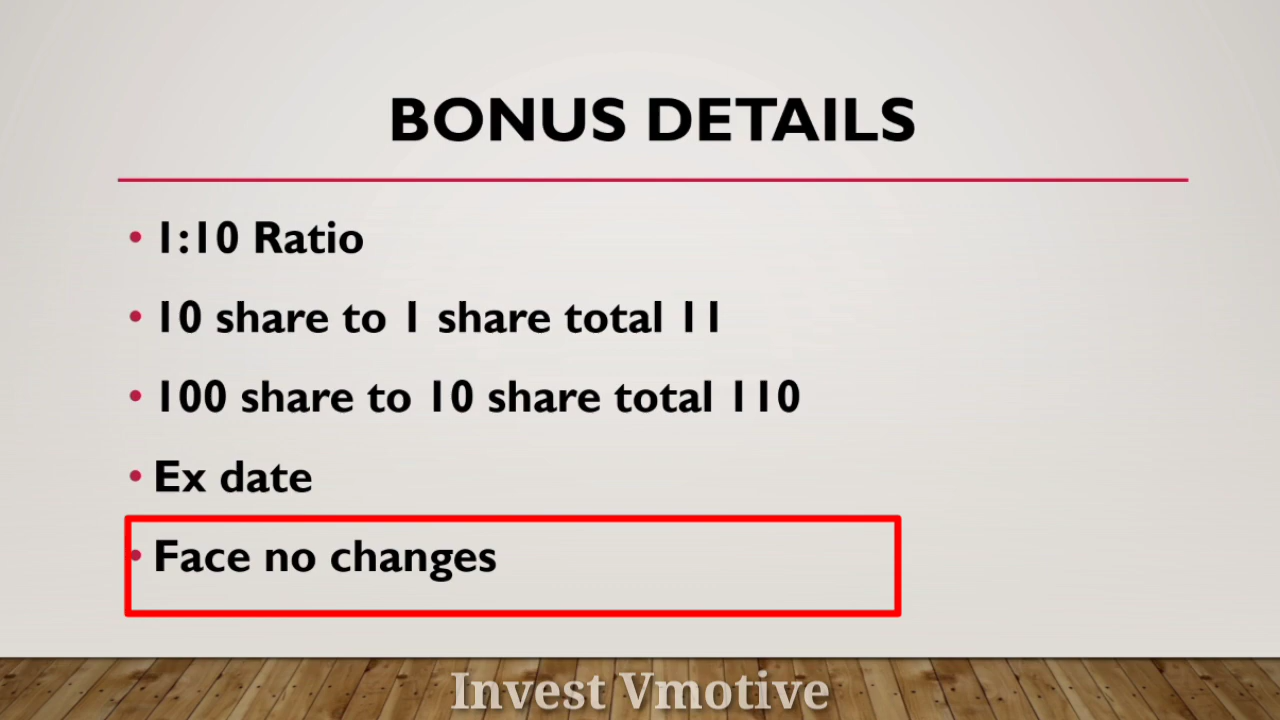 BONUS DETAILS
• 1:10 Ratio
• 10 share to 1 share total 11
• 100 share to 10 share total 110
• Ex date
• Face no changes
Invest Vmotive